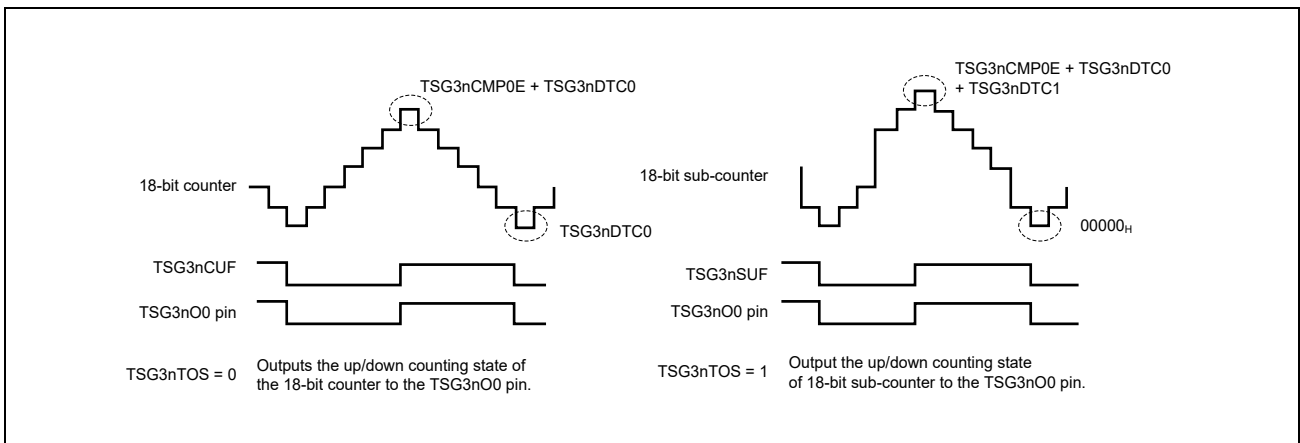 TSG3nCMP0E + TSG3nDTC0
18-bit counter
TSG3nDTC0
TSG3nCUF
TSG3nO0 pin
TSG3nTOS = 0
Outputs the up/down counting state of
the 18-bit counter to the TSG3nO0 pin.
TSG3nCMP0E + TSG3nDTC0
+ TSG3nDTC1
18-bit sub-counter
00000H
TSG3nSUF
TSG3nO0 pin
TSG3nTOS = 1
Output the up/down counting state
of 18-bit sub-counter to the TSG3nO0 pin.